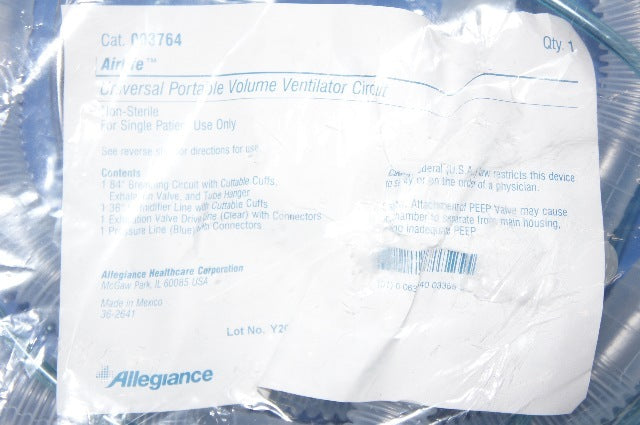 Cat. 003764
Qty. 1
Airlife™
Universal Portable Volume Ventilator Circuit
Non-Sterile
For Single Patient Use Only
See reverse side for directions for use
Contents
1 84" Breathing Circuit with Cuttable Cuffs,
Exhalation Valve, and Tube Hanger
1 36" Humidifier Line with Cuttable Cuffs
1 Exhalation Valve Driveline (Clear) with Connectors
1 Pressure Line (Blue) with Connectors
Federal (U.S.A.) law restricts this device
to sale by or on the order of a physician.
Attachments/ PEEP Valve may cause
chamber to separate from main housing,
inadequate PEEP
Allegiance Healthcare Corporation
McGaw Park, IL 60085 USA
Made in Mexico
36-2641
Lot No. Y2
Allegiance